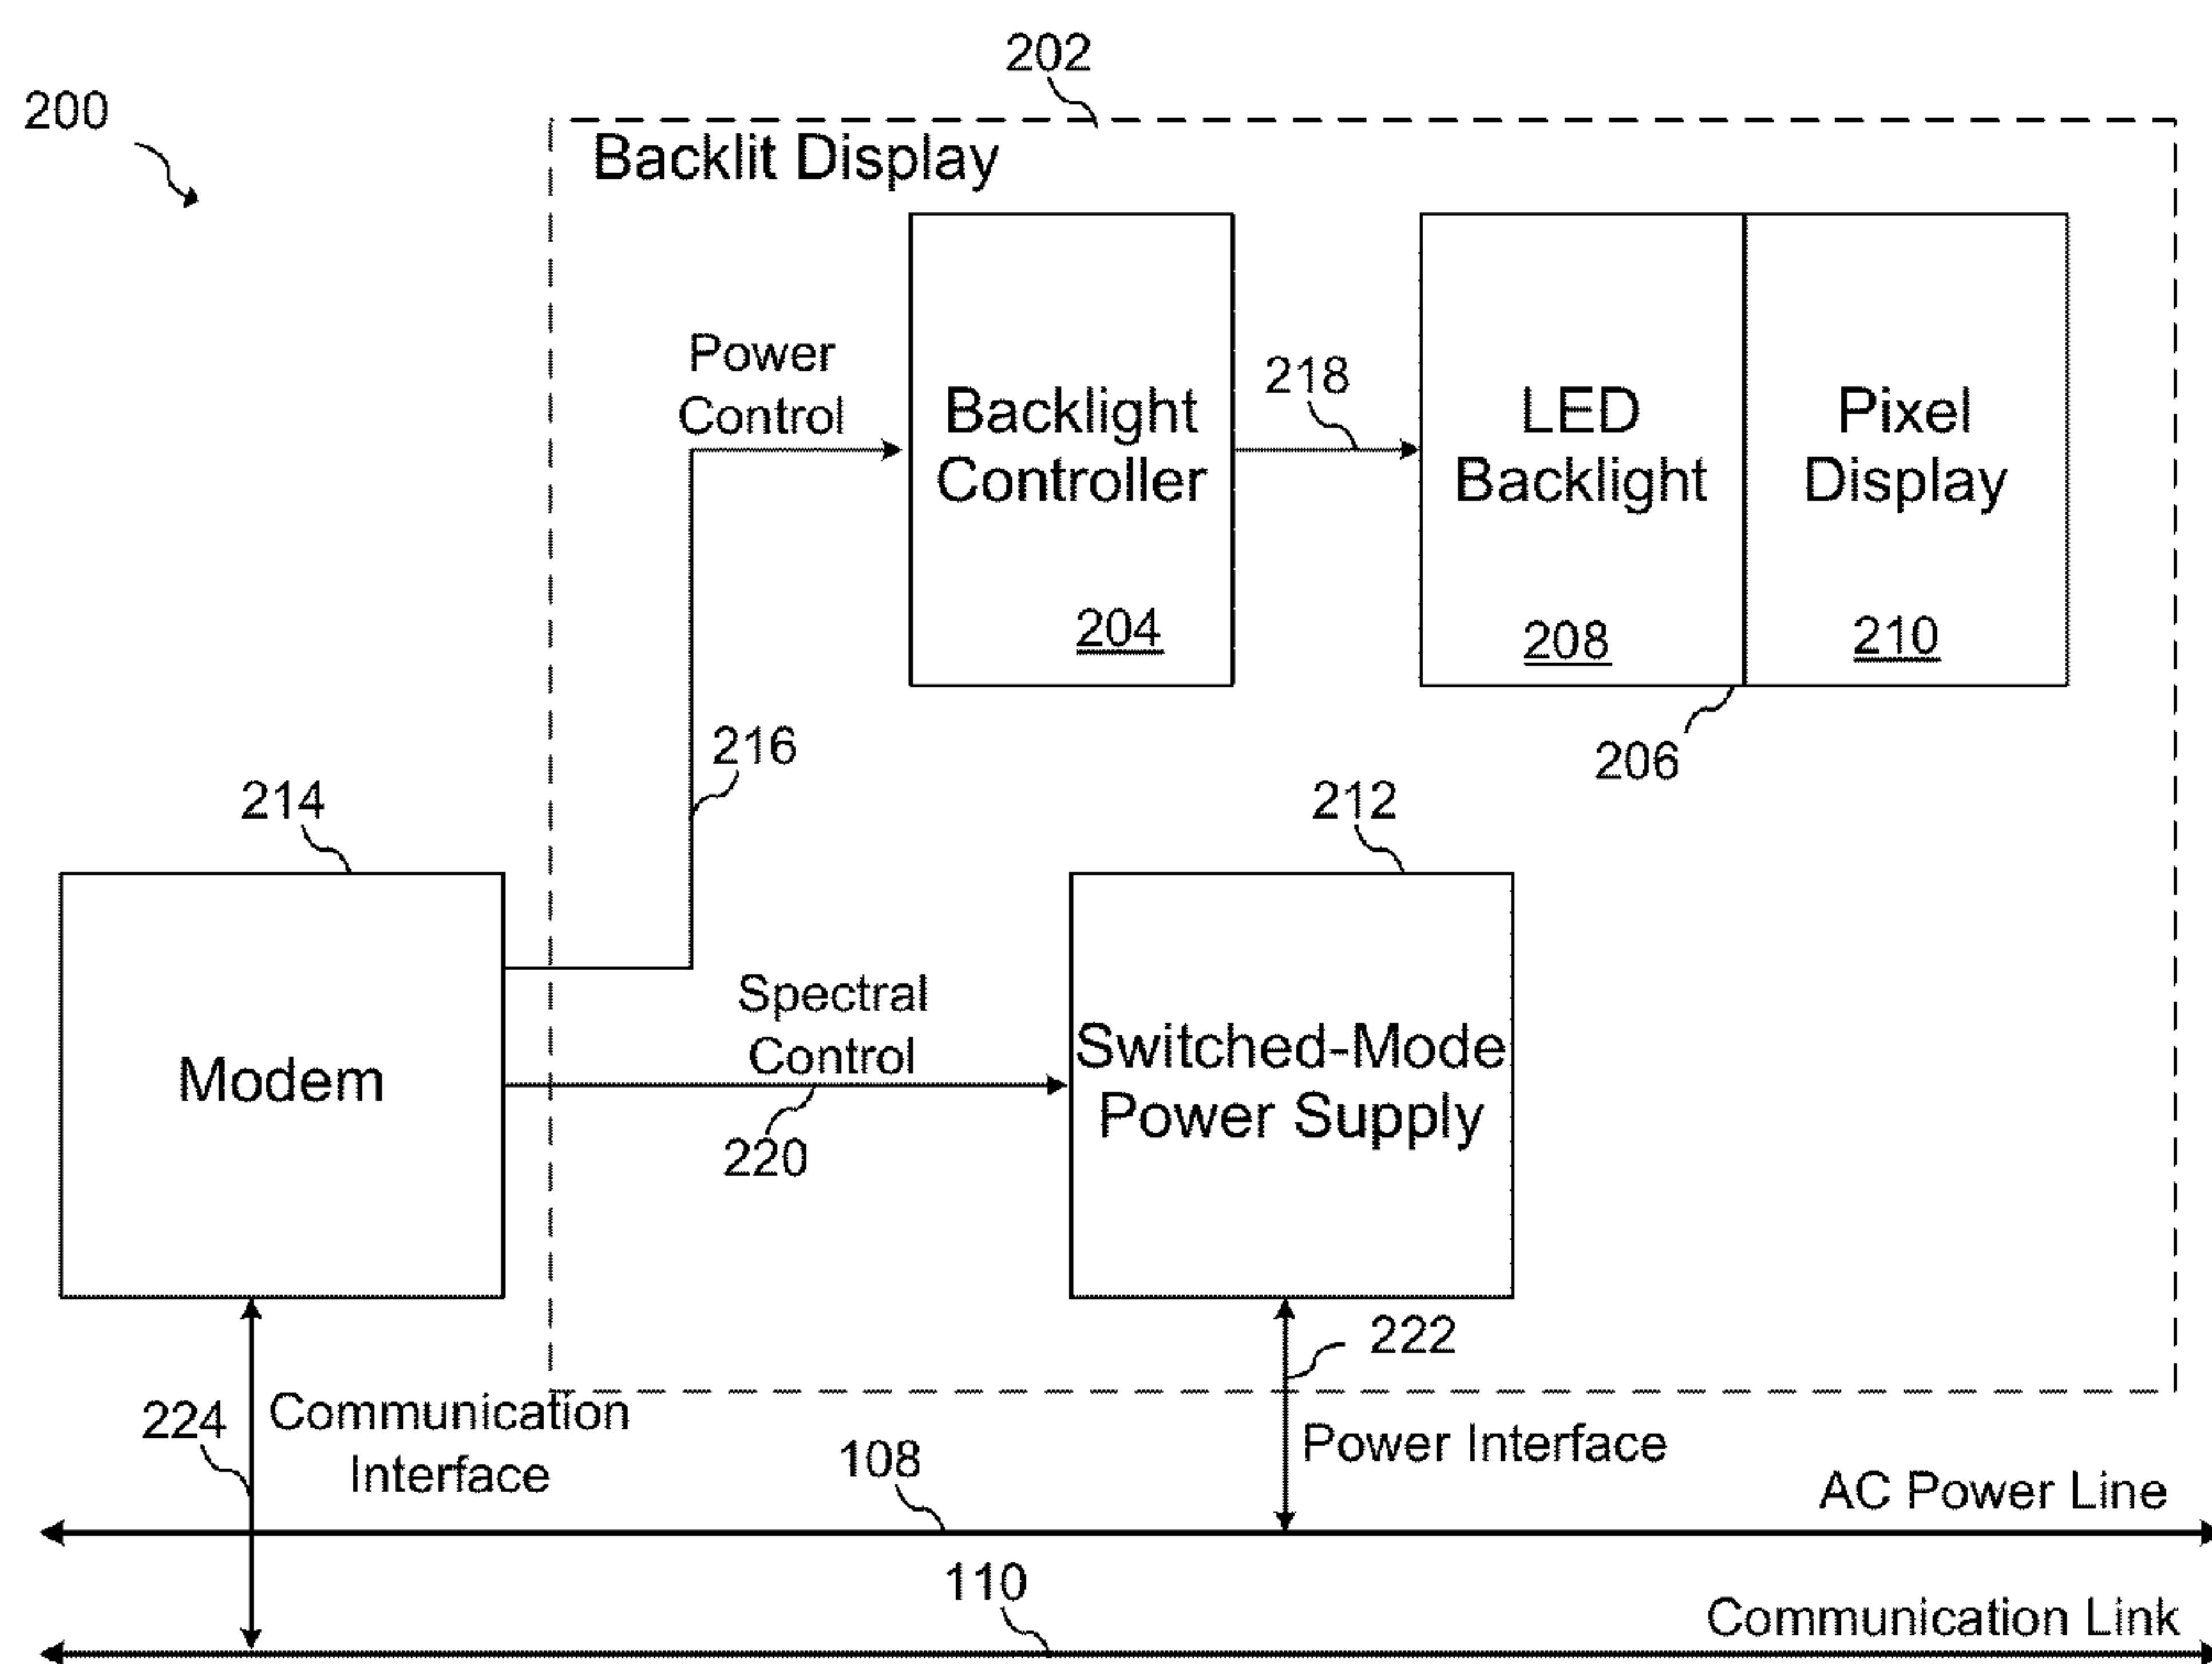 202
200
Backlit Display
Power
Control
Backlight
Controller
204
218
LED
Backlight
208
Pixel
Display
210
206
216
214
212
Modem
Spectral
Control
220
Switched-Mode
Power Supply
222
224
Communication
Interface
Power Interface
108
AC Power Line
110
Communication Link